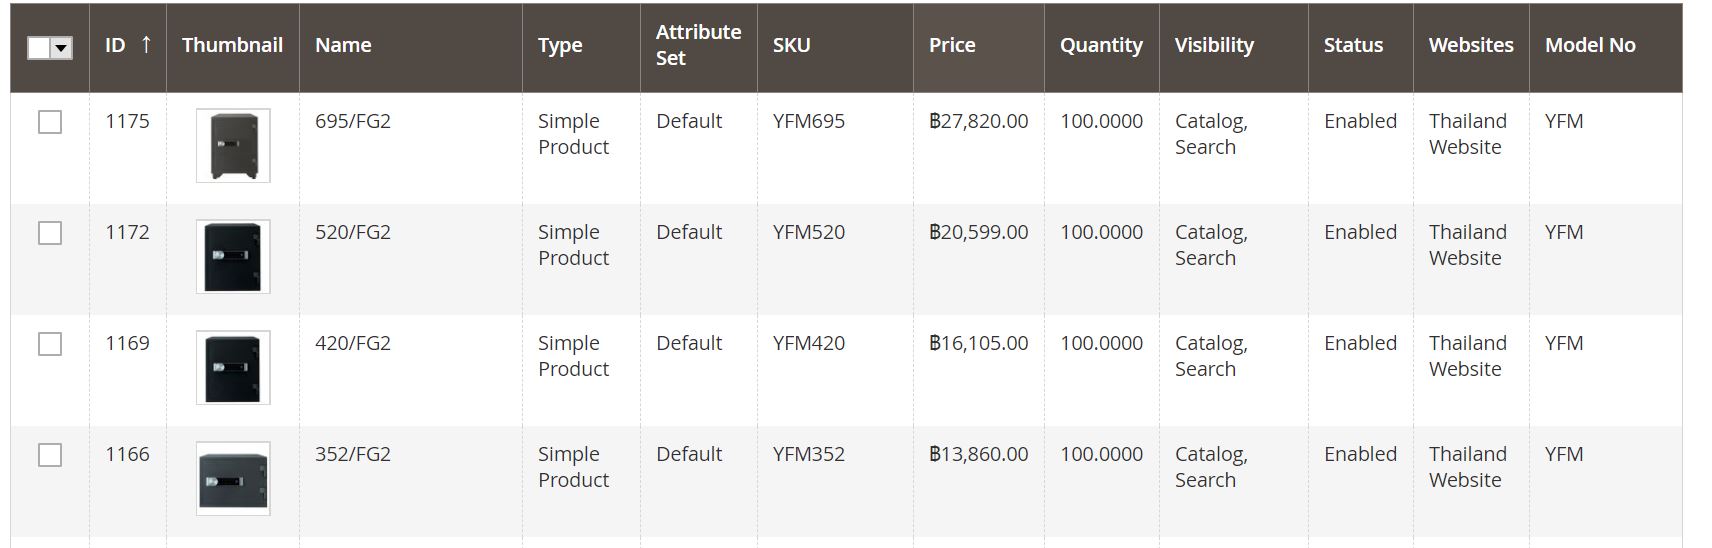 ID ↑ Thumbnail Name Type Attribute Set SKU Price Quantity Visibility Status Websites Model No
1175 695/FG2 Simple Product Default YFM695 ฿27,820.00 100.0000 Catalog, Search Enabled Thailand Website YFM
1172 520/FG2 Simple Product Default YFM520 ฿20,599.00 100.0000 Catalog, Search Enabled Thailand Website YFM
1169 420/FG2 Simple Product Default YFM420 ฿16,105.00 100.0000 Catalog, Search Enabled Thailand Website YFM
1166 352/FG2 Simple Product Default YFM352 ฿13,860.00 100.0000 Catalog, Search Enabled Thailand Website YFM